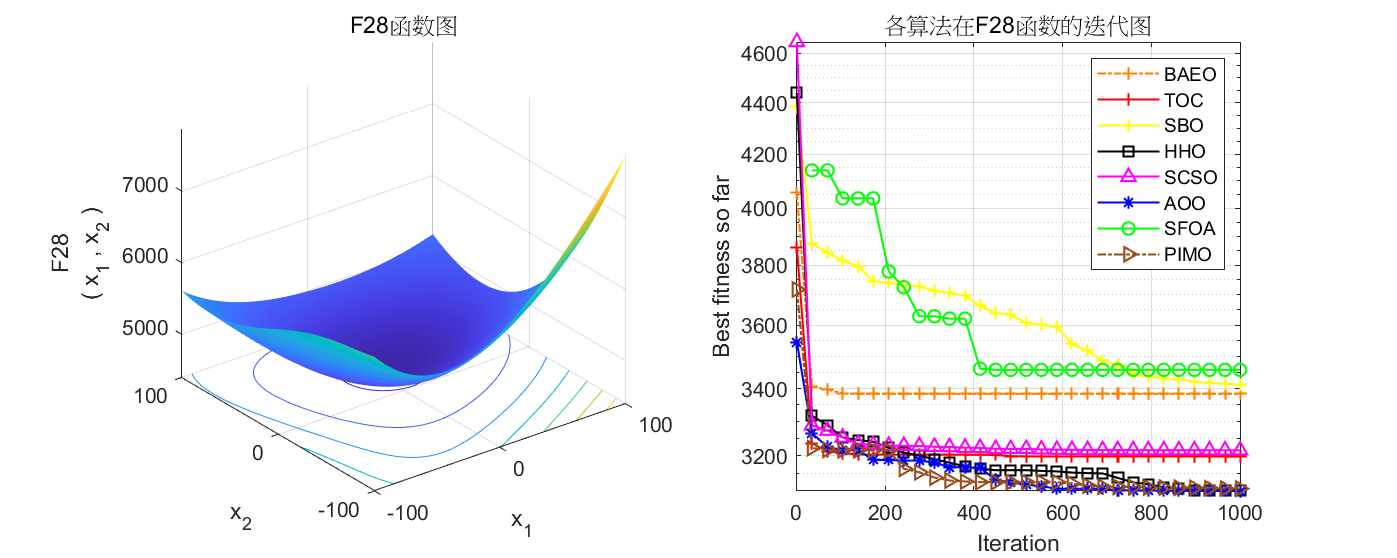 F28函数图
F28
( x1 , x2 )
7000
6000
5000
100
0
-100
x2
-100
0
100
x1
各算法在F28函数的迭代图
Best fitness so far
4600
4400
4200
4000
3800
3600
3400
3200
0 200 400 600 800 1000
Iteration
BAEO
TOC
SBO
HHO
SCSO
AOO
SFOA
PIMO